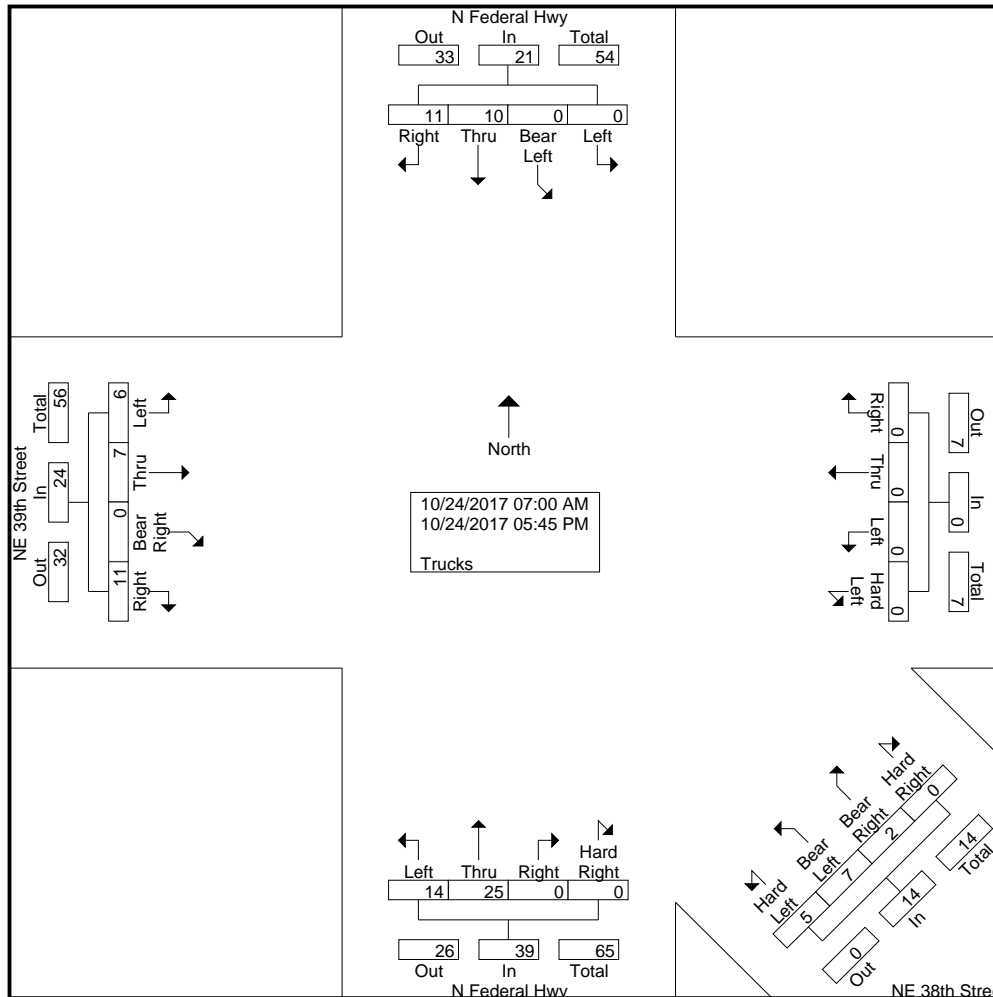 N Federal Hwy
Out In Total
33 21 54
11 10 0 0
Right Thru Bear Left Left
NE 39th Street
Total In Out
56 24 32
6 7 0 11
Left Thru Bear Right Right
North
10/24/2017 07:00 AM
10/24/2017 05:45 PM
Trucks
Right Thru Left Hard Left
0 0 0 0
Out In Total
7 0 7
Hard Left Bear Left Bear Right Hard Right
5 7 2 0
Out In Total
0 14 14
NE 38th Stree
Left Thru Right Hard Right
14 25 0 0
26 39 65
Out In Total
N Federal Hwy